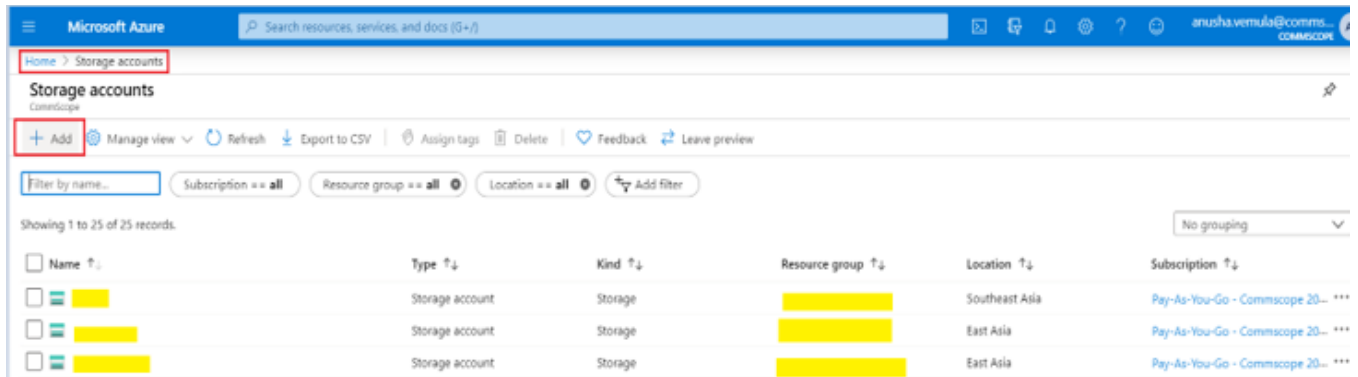 Microsoft Azure Search resources, services, and docs (G+/) anusha.vemula@comms...
COMMSCOPE
Home > Storage accounts
Storage accounts
CommScope
+ Add Manage view Refresh Export to CSV Assign tags Delete Feedback Leave preview
Filter by name... Subscription == all Resource group == all Location == all Add filter
Showing 1 to 25 of 25 records. No grouping
Name ↑↓ Type ↑↓ Kind ↑↓ Resource group ↑↓ Location ↑↓ Subscription ↑↓
Storage account Storage Southeast Asia Pay-As-You-Go - Commscope 20... ...
Storage account Storage East Asia Pay-As-You-Go - Commscope 20... ...
Storage account Storage East Asia Pay-As-You-Go - Commscope 20... ...